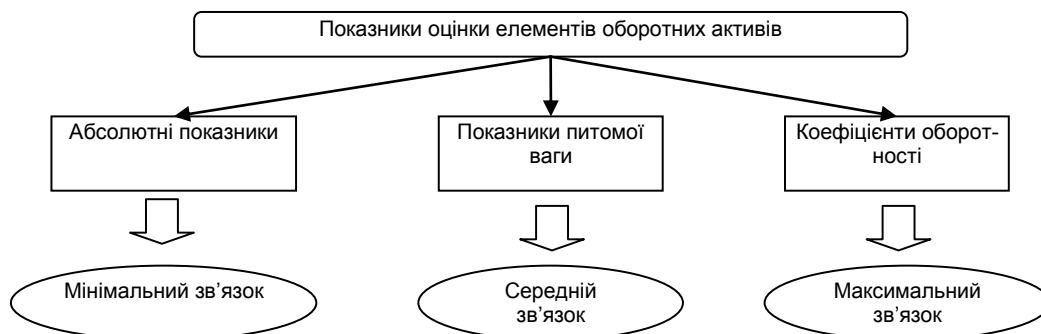 Показники оцінки елементів оборотних активів
Абсолютні показники
Показники питомої
ваги
Коефіцієнти оборот-
ності
Мінімальний зв’язок
Середній
зв’язок
Максимальний
зв’язок